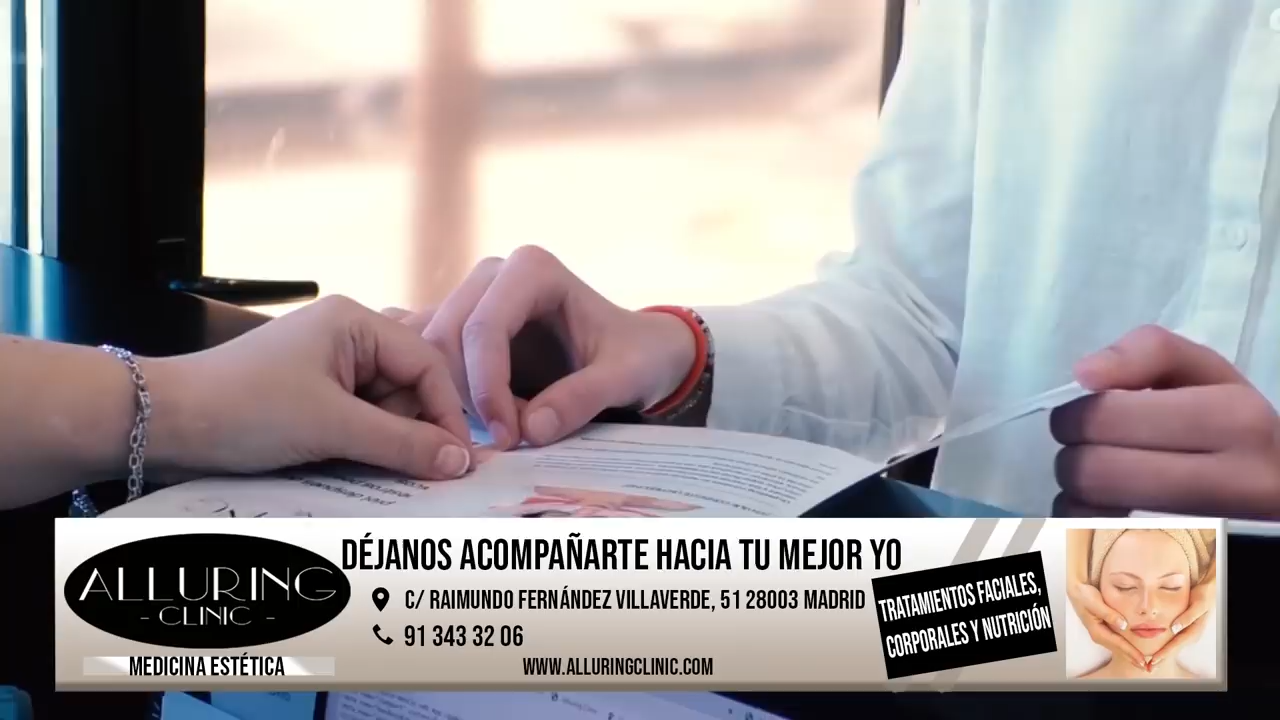 DÉJANOS ACOMPAÑARTE HACIA TU MEJOR YO
ALLURING
- CLINIC -
MEDICINA ESTÉTICA
C/ RAIMUNDO FERNÁNDEZ VILLAVERDE, 51 28003 MADRID
91 343 32 06
WWW.ALLURINGCLINIC.COM
TRATAMIENTOS FACIALES,
CORPORALES Y NUTRICIÓN